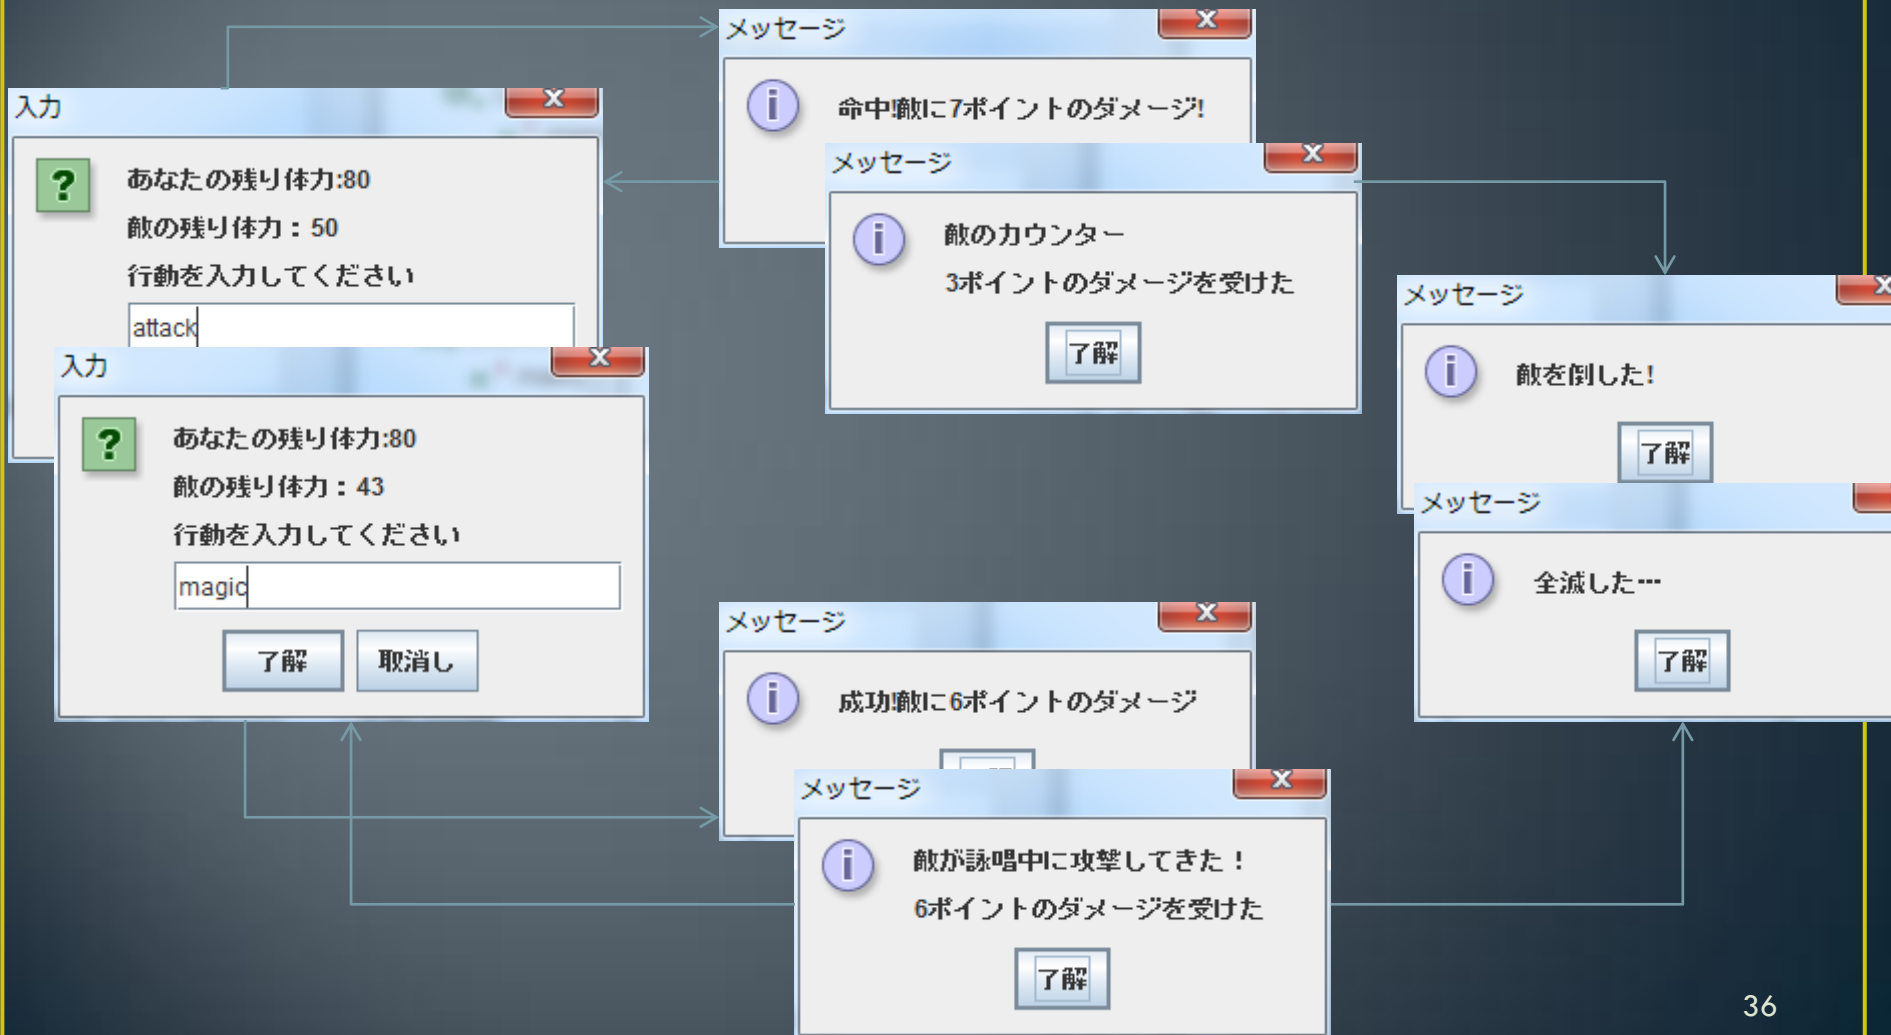 入力
あなたの残り体力:80
敵の残り体力：50
行動を入力してください
attack
入力
あなたの残り体力:80
敵の残り体力：43
行動を入力してください
magic
了解
取消し
メッセージ
命中!敵に7ポイントのダメージ!
メッセージ
敵のカウンター
3ポイントのダメージを受けた
了解
メッセージ
成功!敵に6ポイントのダメージ
メッセージ
敵が詠唱中に攻撃してきた！
6ポイントのダメージを受けた
了解
メッセージ
敵を倒した!
了解
メッセージ
全滅した…
了解
36